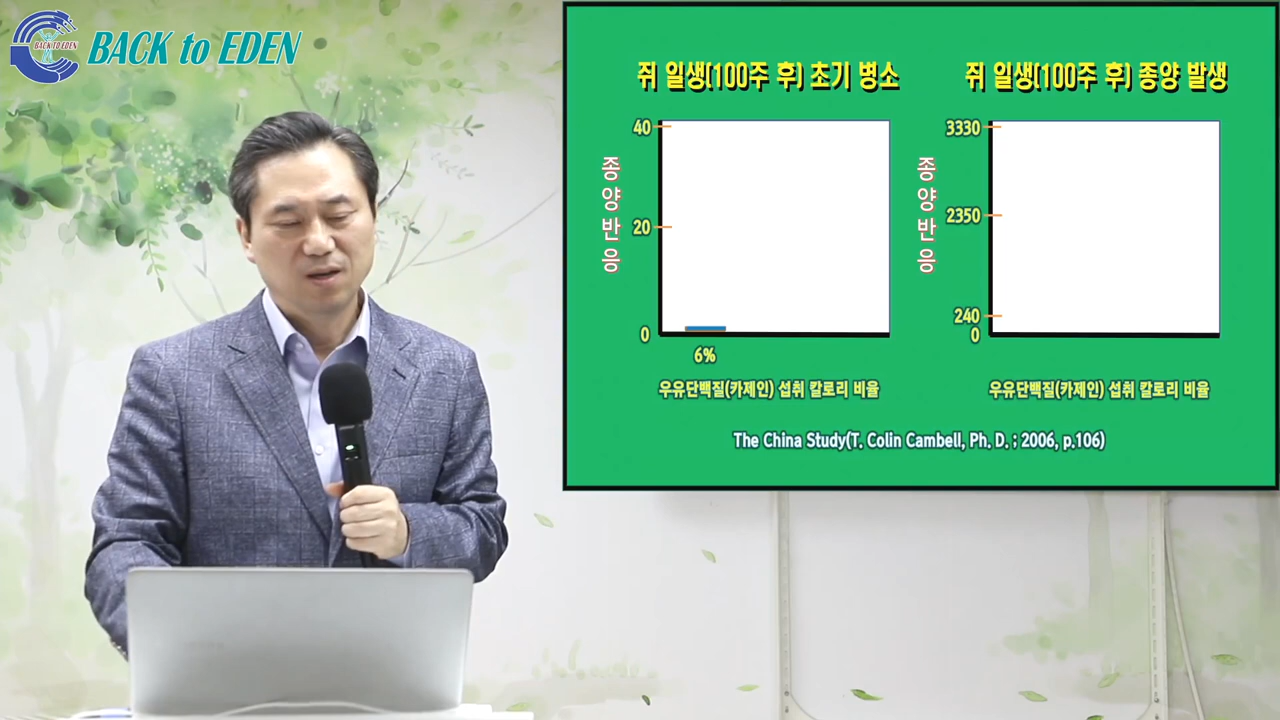 BACK TO EDEN
BACK to EDEN
쥐 일생(100주 후) 초기 병소
40
20
0
종양반응
6%
우유단백질(카제인) 섭취 칼로리 비율
쥐 일생(100주 후) 종양 발생
3330
2350
240
0
종양반응
우유단백질(카제인) 섭취 칼로리 비율
The China Study(T. Colin Cambell, Ph. D. ; 2006, p.106)